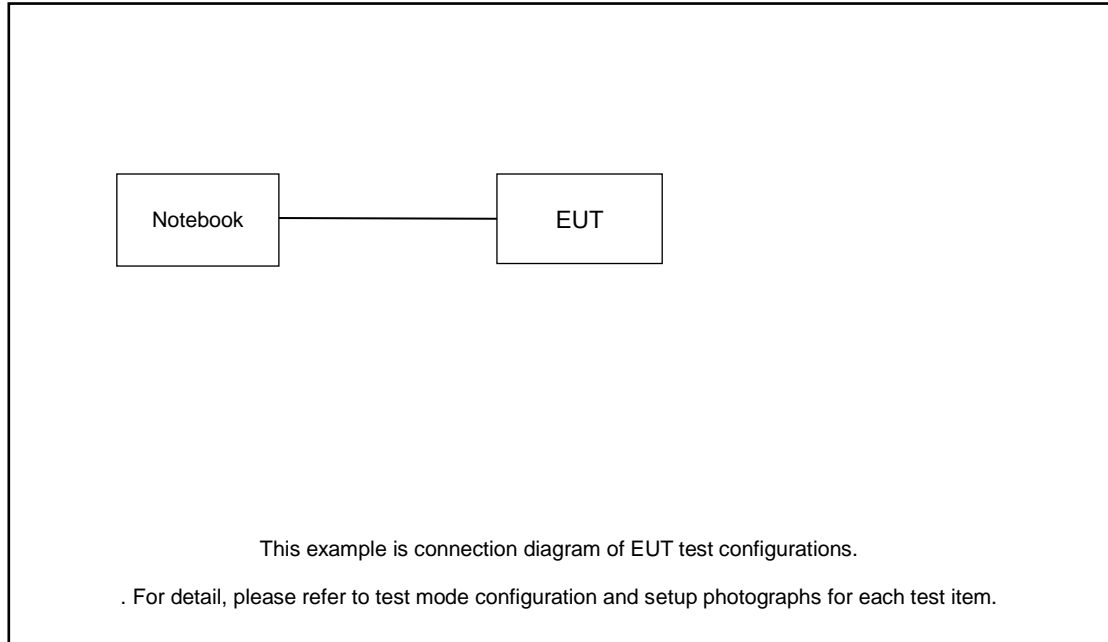 Notebook
EUT
This example is connection diagram of EUT test configurations.
. For detail, please refer to test mode configuration and setup photographs for each test item.